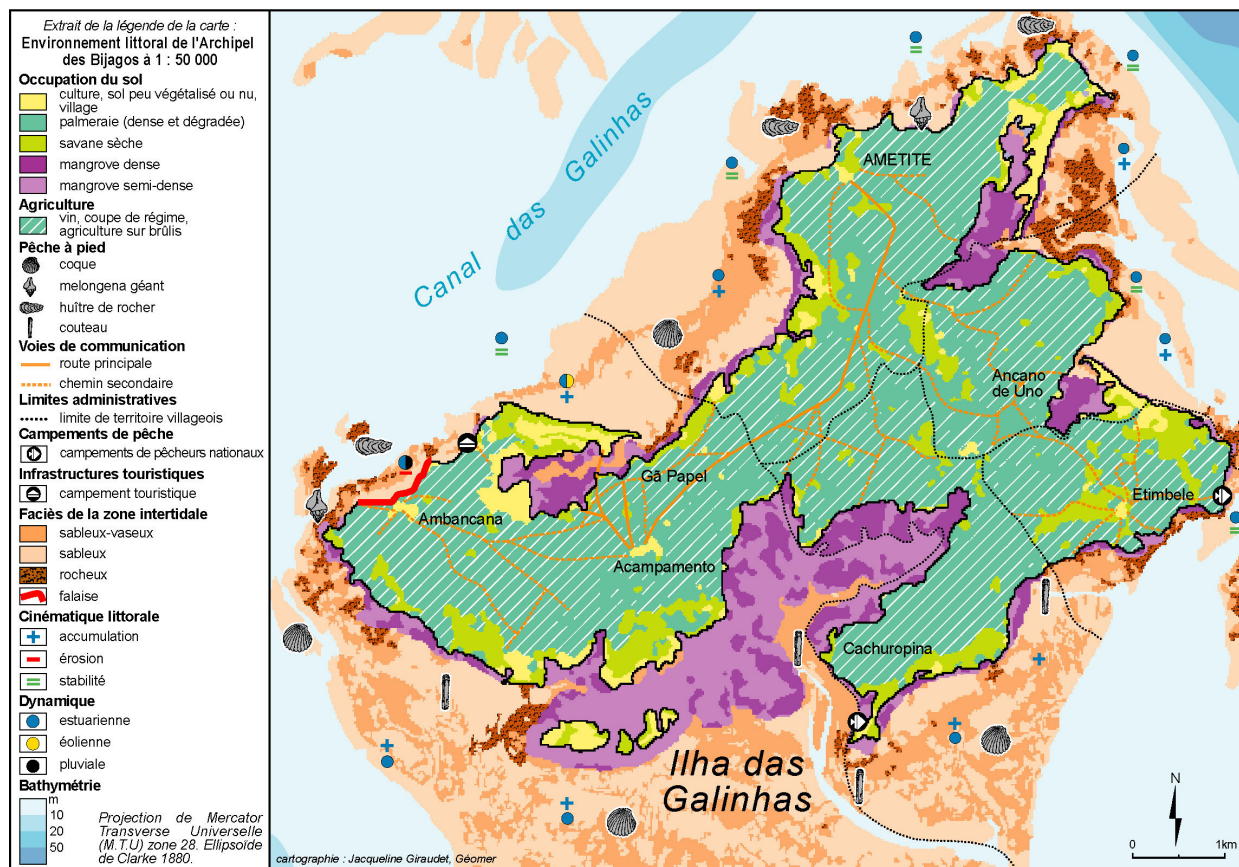 Extrait de la légende de la carte :
Environnement littoral de l'Archipel
des Bijagos à 1 : 50 000
Occupation du sol
culture, sol peu végétalisé ou nu,
village
palmeraie (dense et dégradée)
savane sèche
mangrove dense
mangrove semi-dense
Agriculture
vin, coupe de régime,
agriculture sur brûlis
Pêche à pied
coque
melongena géant
huître de rocher
couteau
Voies de communication
route principale
chemin secondaire
Limites administratives
limite de territoire villageois
Campements de pêche
campements de pêcheurs nationaux
Infrastructures touristiques
campement touristique
Faciès de la zone intertidale
sableux-vaseux
sableux
rocheux
falaise
Cinématique littorale
accumulation
érosion
stabilité
Dynamique
estuarienne
éolienne
pluviale
Bathymétrie
m
10
20
50
Projection de Mercator
Transverse Universelle
(M.T.U) zone 28. Ellipsoïde
de Clarke 1880.
Canal das Galinhas
AMETITE
Ancano
de Uno
Gã Papel
Etimbele
Ambancana
Acampamento
Cachuropina
Ilha das
Galinhas
N
0 1km
cartographie : Jacqueline Giraudet, Géomer